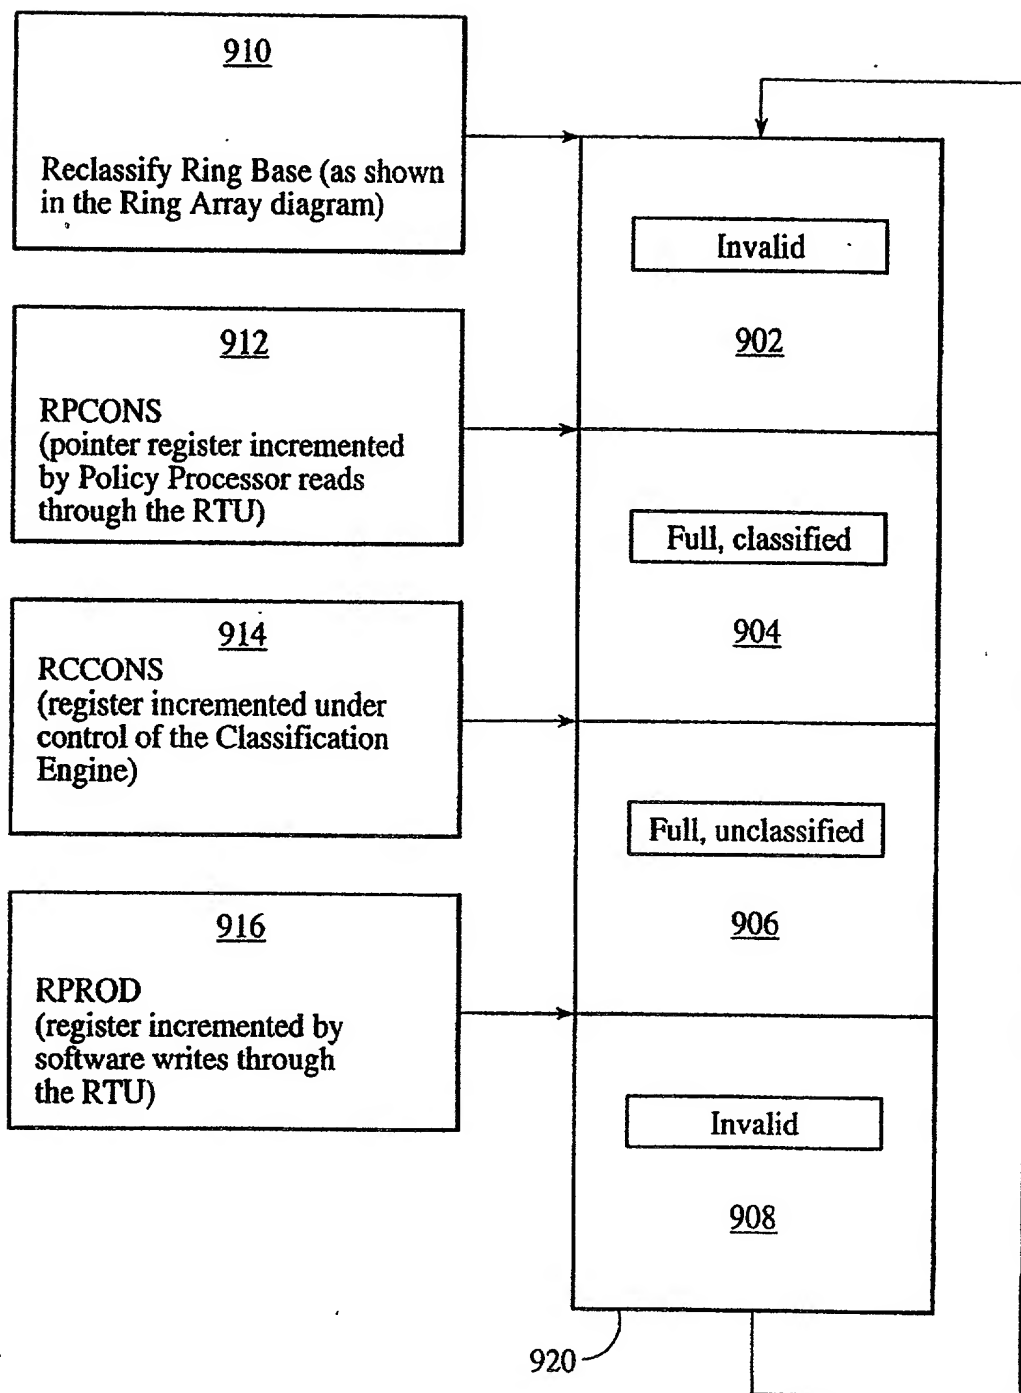 910
Reclassify Ring Base (as shown
in the Ring Array diagram)
Invalid
902
912
RPCONS
(pointer register incremented
by Policy Processor reads
through the RTU)
Full, classified
904
914
RCCONS
(register incremented under
control of the Classification
Engine)
Full, unclassified
906
916
RPROD
(register incremented by
software writes through
the RTU)
Invalid
908
920